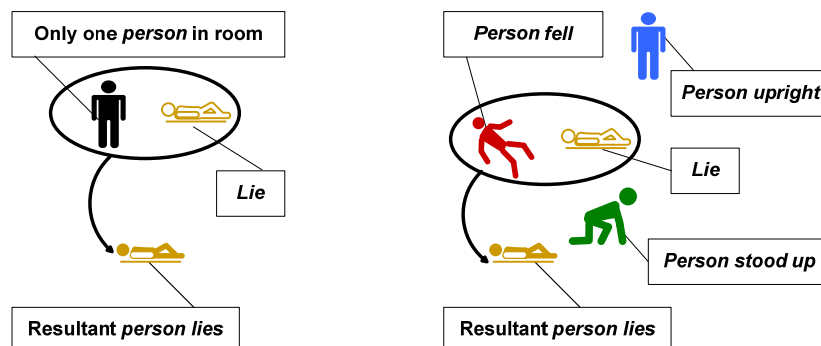 Only one person in room
Lie
Resultant person lies
Person fell
Person upright
Lie
Person stood up
Resultant person lies